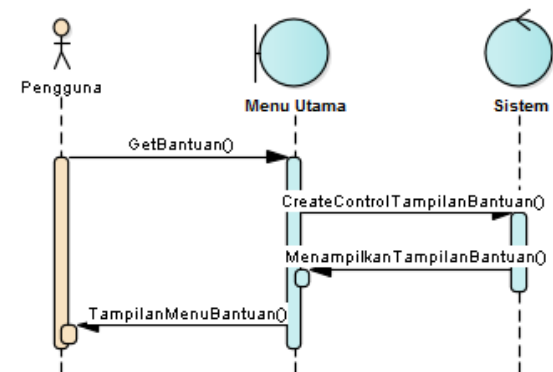 Pengguna
Menu Utama
Sistem
GetBantuan()
CreateControlTampilanBantuan()
MenampilkanTampilanBantuan()
TampilanMenuBantuan()